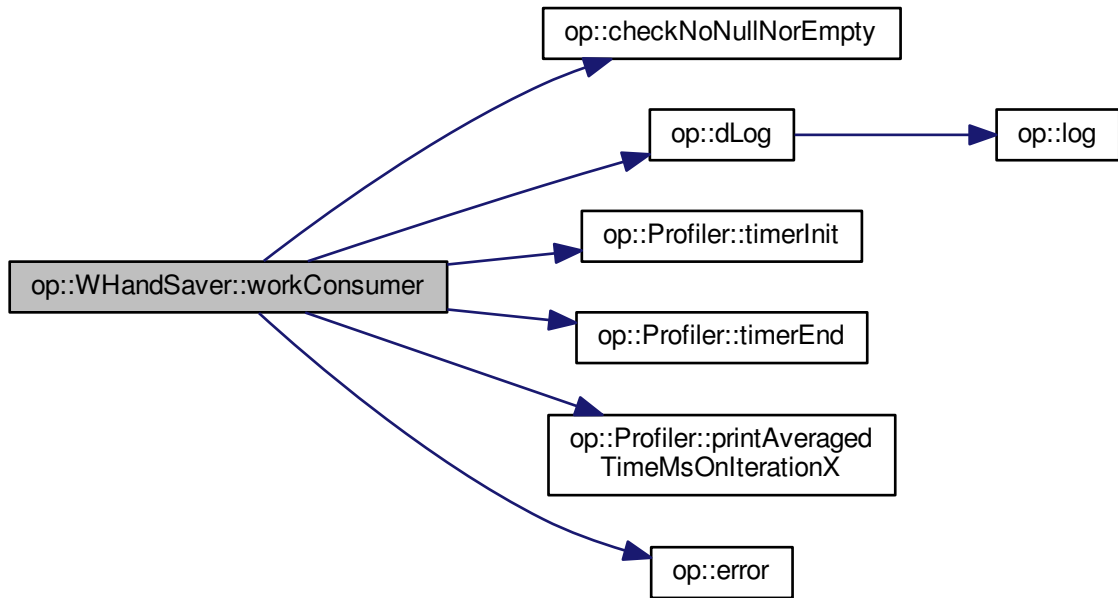 op::checkNoNullNorEmpty
op::dLog
op::log
op::Profiler::timerInit
op::WHandSaver::workConsumer
op::Profiler::timerEnd
op::Profiler::printAveraged
TimeMsOnIterationX
op::error